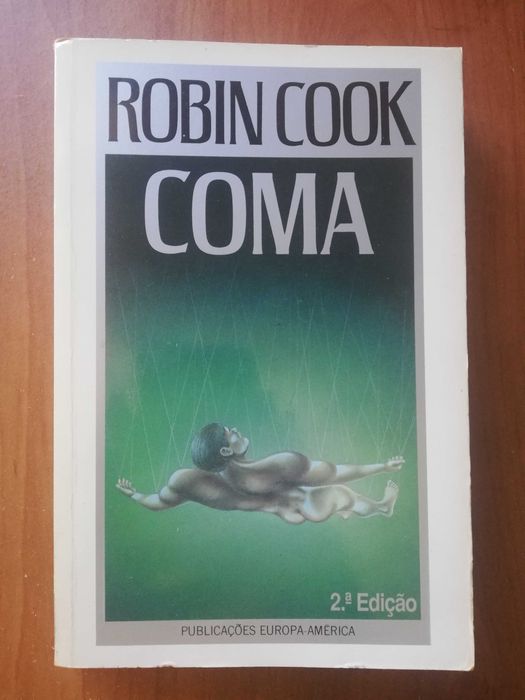 ROBIN COOK
COMA
2.ª Edição
PUBLICAÇÕES EUROPA-AMÉRICA